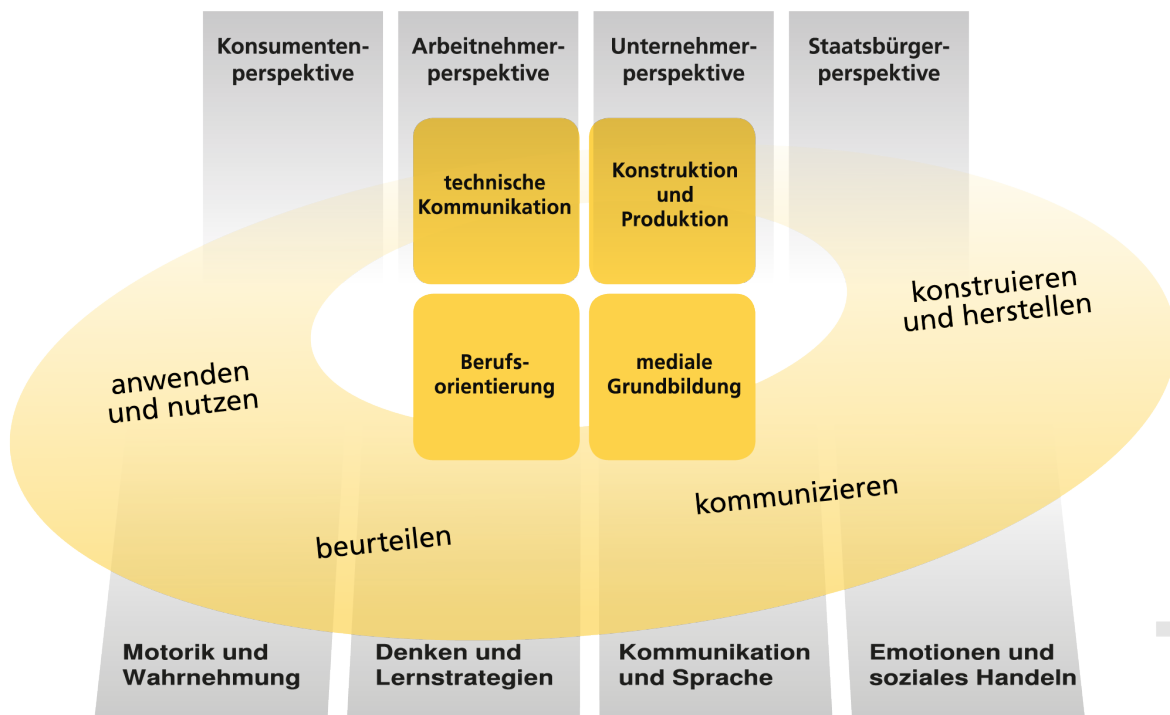 Konsumenten-
perspektive
Arbeitnehmer-
perspektive
Unternehmer-
perspektive
Staatsbürger-
perspektive
technische
Kommunikation
Konstruktion
und
Produktion
Berufs-
orientierung
mediale
Grundbildung
konstruieren
und herstellen
anwenden
und nutzen
kommunizieren
beurteilen
Motorik und
Wahrnehmung
Denken und
Lernstrategien
Kommunikation
und Sprache
Emotionen und
soziales Handeln